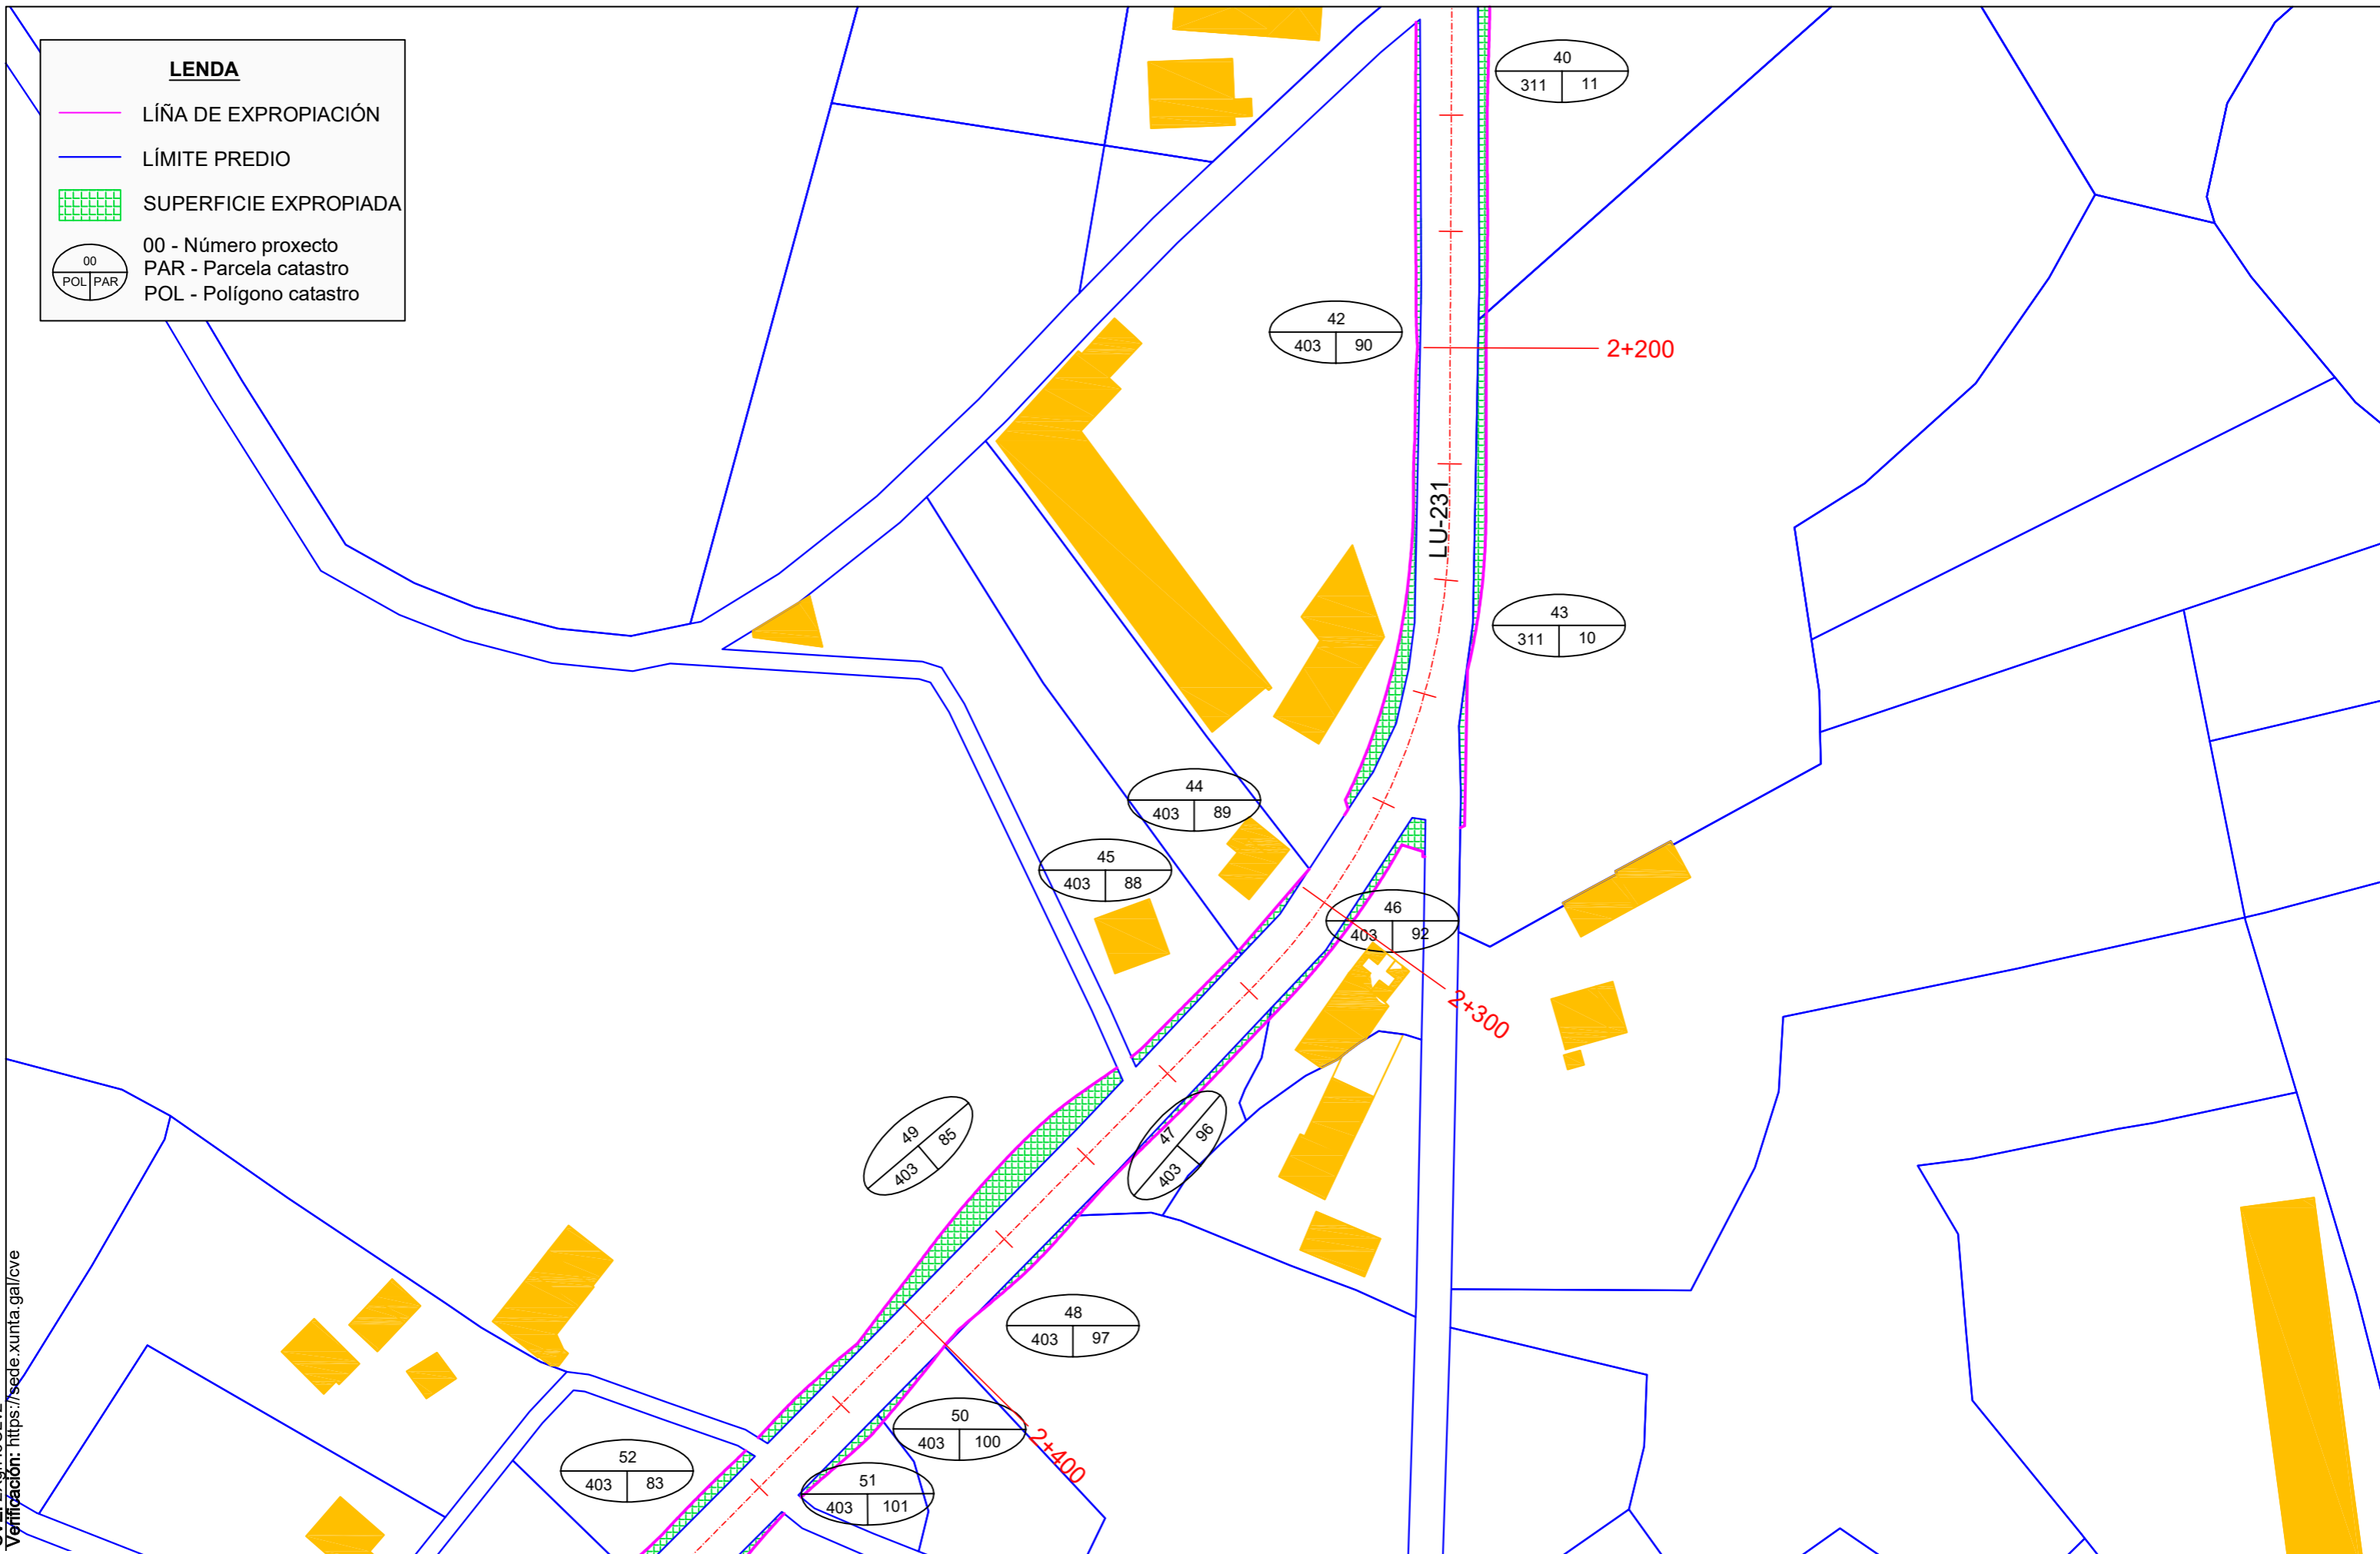 LENDA
LÍÑA DE EXPROPIACIÓN
LÍMITE PREDIO
SUPERFICIE EXPROPIADA
00 - Número proxecto
PAR - Parcela catastro
POL - Polígono catastro
00
POL PAR
40
311 11
42
403 90
2+200
LU-231
43
311 10
44
403 89
45
403 88
46
403 92
2+300
47
403 96
49
403 85
48
403 97
50
403 100
2+400
51
403 101
52
403 83
Verificación: https://sede.xunta.gal/cve